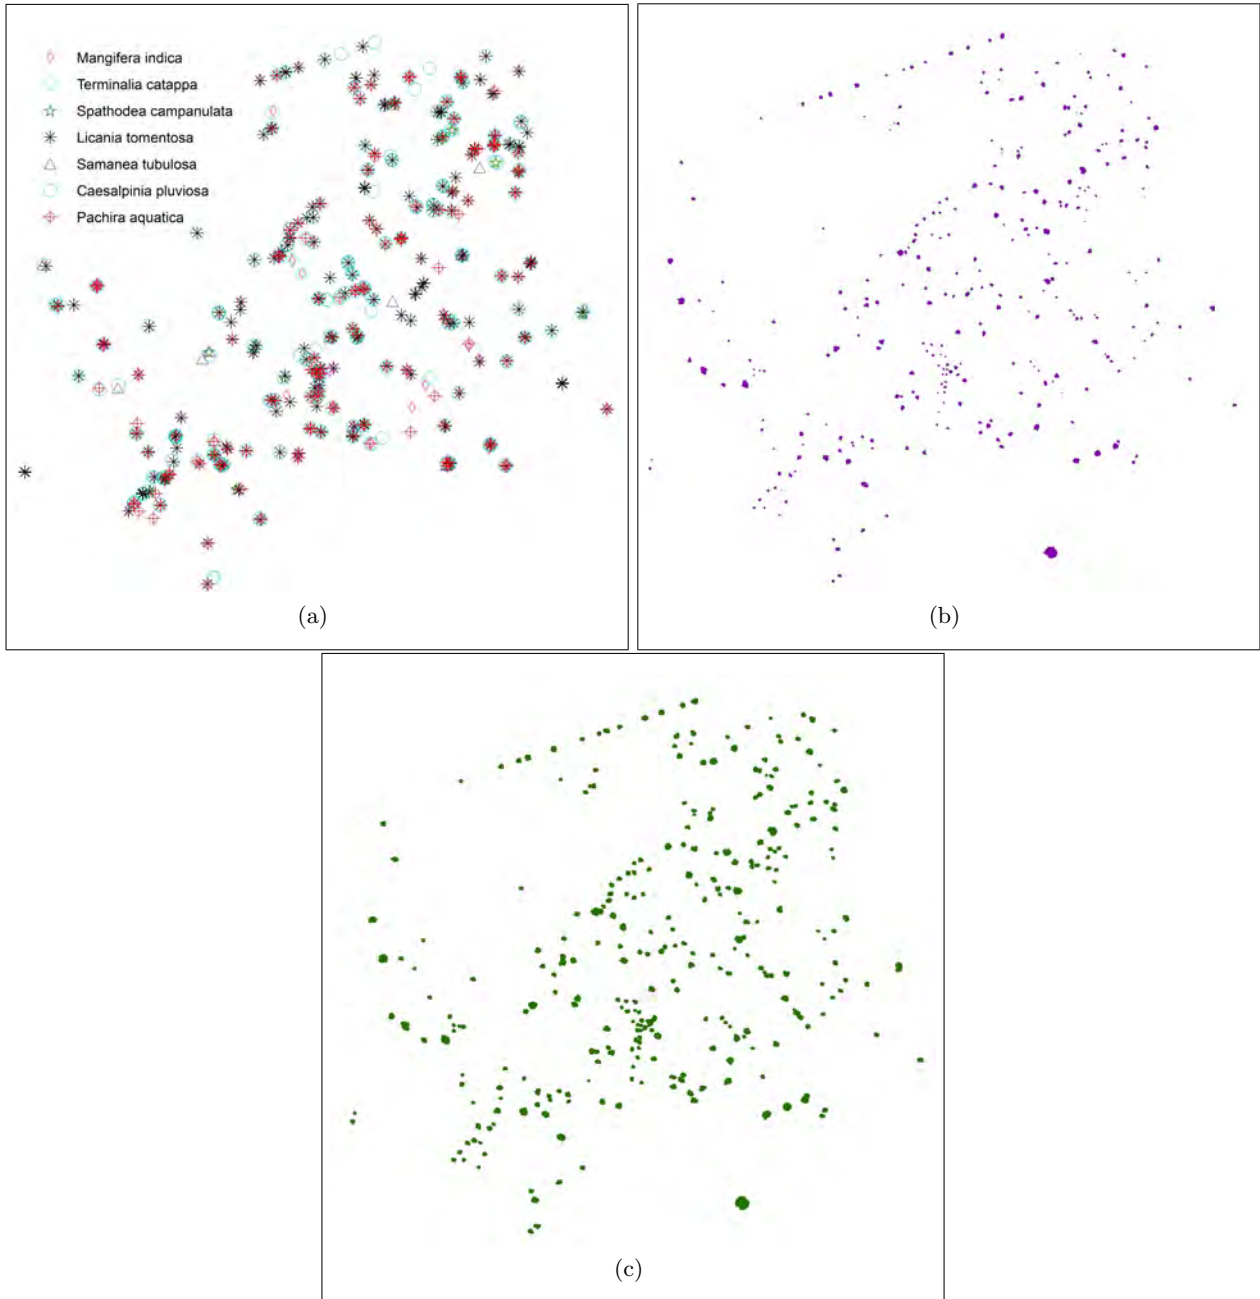 Mangifera indica
Terminalia catappa
Spathodea campanulata
Licania tomentosa
Samanea tubulosa
Caesalpinia pluviosa
Pachira aquatica
(a)
(b)
(c)